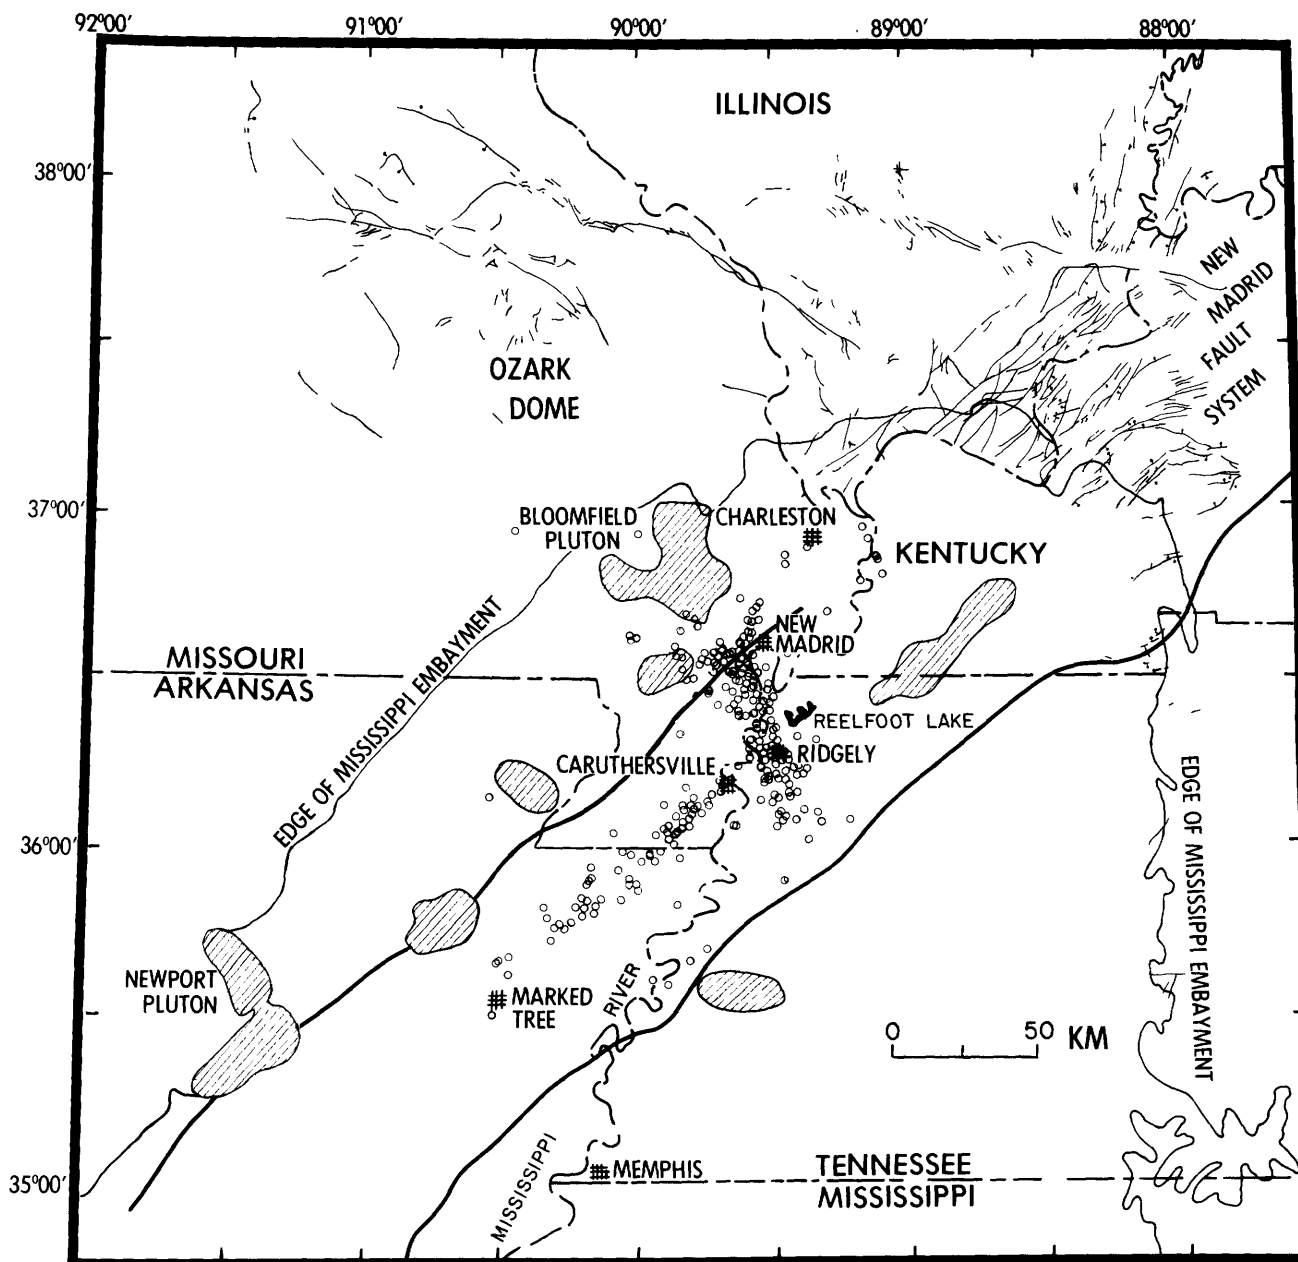 92°00'
91°00'
90°00'
89°00'
88°00'
ILLINOIS
38°00'
NEW
MADRID
FAULT
SYSTEM
OZARK
DOME
37°00'
BLOOMFIELD
PLUTON
CHARLESTON
KENTUCKY
NEW
MADRID
MISSOURI
ARKANSAS
EDGE OF MISSISSIPPI EMBAYMENT
REELFOOT LAKE
RIDGELY
CARUTHERSVILLE
36°00'
EDGE OF MISSISSIPPI EMBAYMENT
NEWPORT
PLUTON
MARKED
TREE
RIVER
0 50 KM
MISSISSIPPI
MEMPHIS
35°00'
TENNESSEE
MISSISSIPPI